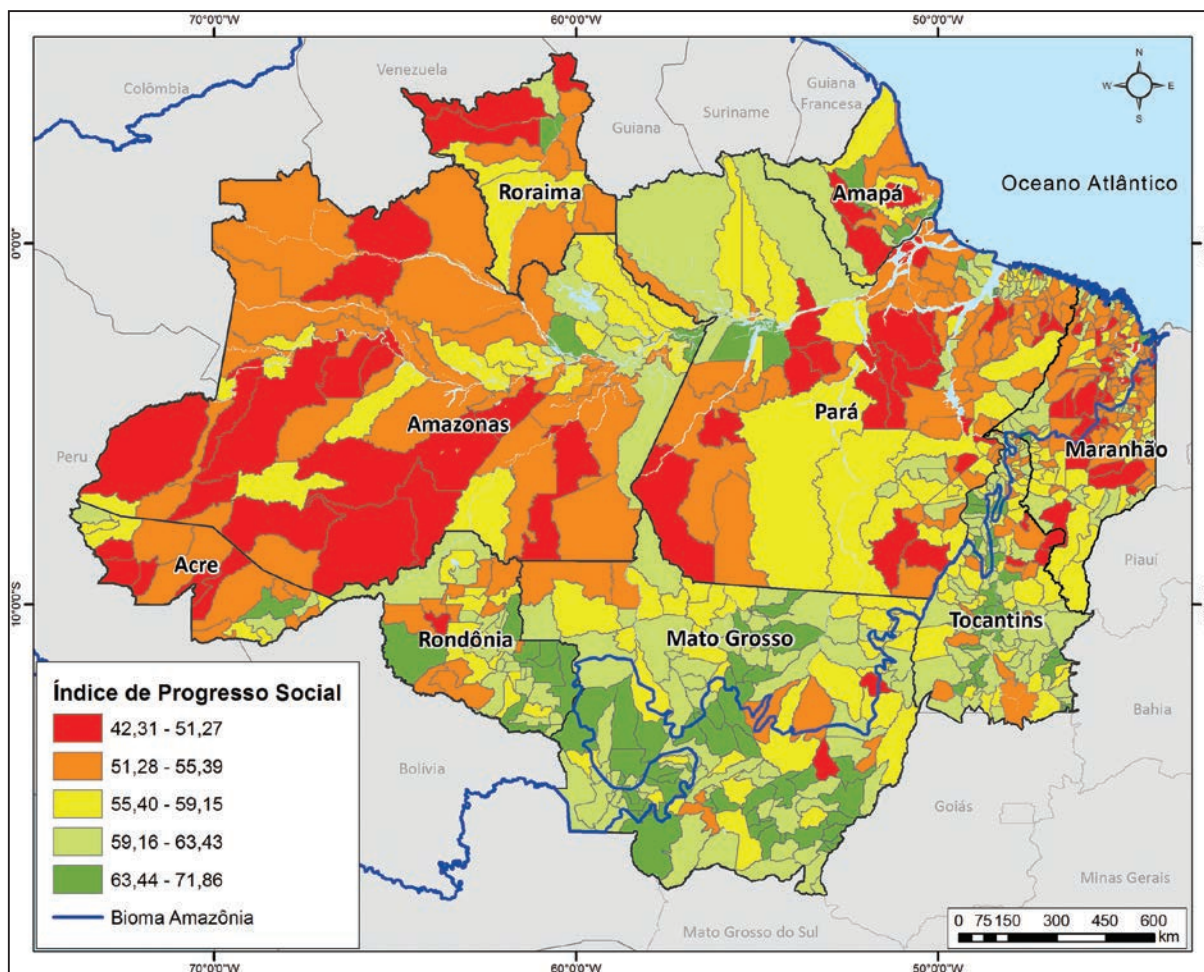 70°0'0"W 60°0'0"W 50°0'0"W
Colômbia
Venezuela
Guiana
Suriname
Guiana
Francesa
N
W E
S
Roraima
Amapá
Oceano Atlântico
0°0'0"
Amazonas
Pará
Maranhão
Peru
Piauí
Acre
Rondônia
Mato Grosso
Tocantins
10°0'0"S
Bahia
Bolívia
Goiás
Minas Gerais
Mato Grosso do Sul
Índice de Progresso Social
42,31 - 51,27
51,28 - 55,39
55,40 - 59,15
59,16 - 63,43
63,44 - 71,86
Bioma Amazônia
0 75 150 300 450 600
km
70°0'0"W 60°0'0"W 50°0'0"W